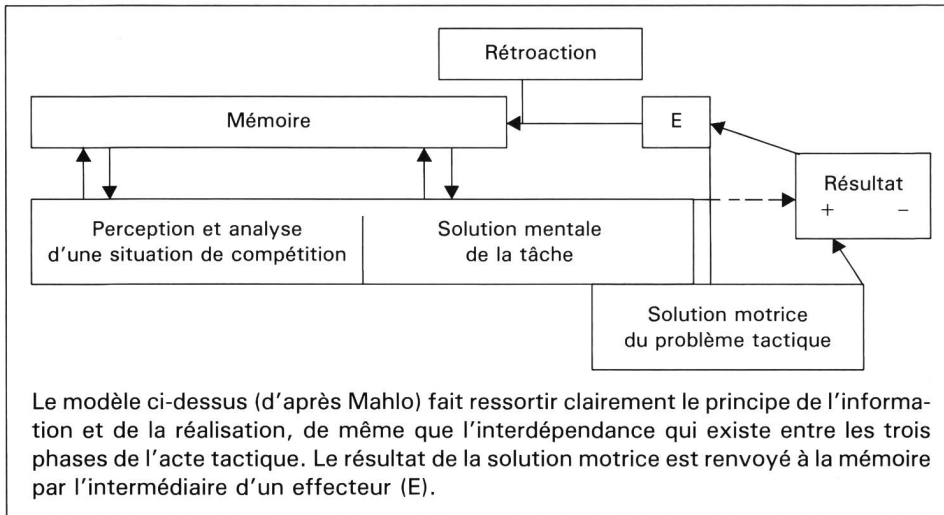 Rétroaction
Mémoire
E
Résultat
+ −
Perception et analyse
d'une situation de compétition
Solution mentale
de la tâche
Solution motrice
du problème tactique
Le modèle ci-dessus (d'après Mahlo) fait ressortir clairement le principe de l'informa-
tion et de la réalisation, de même que l'interdépendance qui existe entre les trois
phases de l'acte tactique. Le résultat de la solution motrice est renvoyé à la mémoire
par l'intermédiaire d'un effecteur (E).